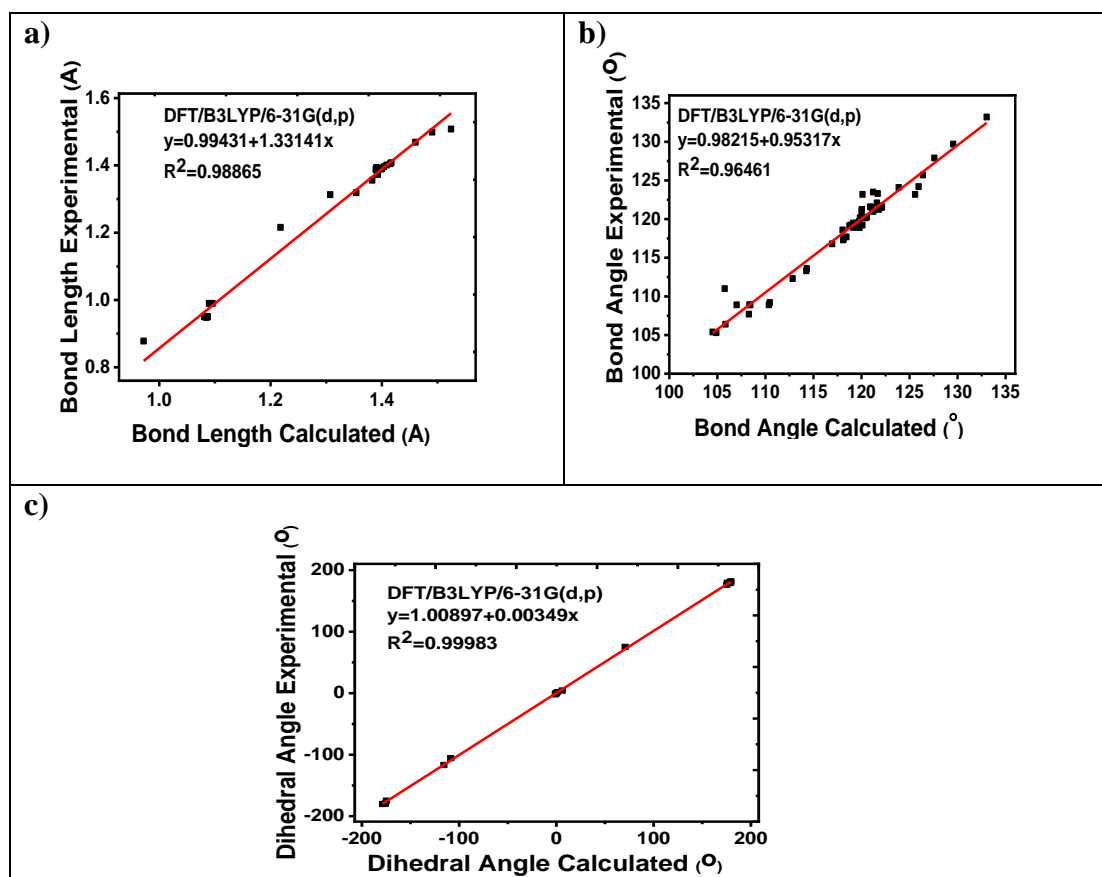 a)
Bond Length Experimental (A)
1.6
1.4
1.2
1.0
0.8
DFT/B3LYP/6-31G(d,p)
y=0.99431+1.33141x
R2=0.98865
1.0 1.2 1.4
Bond Length Calculated (A)
b)
Bond Angle Experimental (O)
135
130
125
120
115
110
105
100
DFT/B3LYP/6-31G(d,p)
y=0.98215+0.95317x
R2=0.96461
100 105 110 115 120 125 130 135
Bond Angle Calculated (°)
c)
Dihedral Angle Experimental (O)
200
100
0
-100
-200
DFT/B3LYP/6-31G(d,p)
y=1.00897+0.00349x
R2=0.99983
-200 -100 0 100 200
Dihedral Angle Calculated (O)